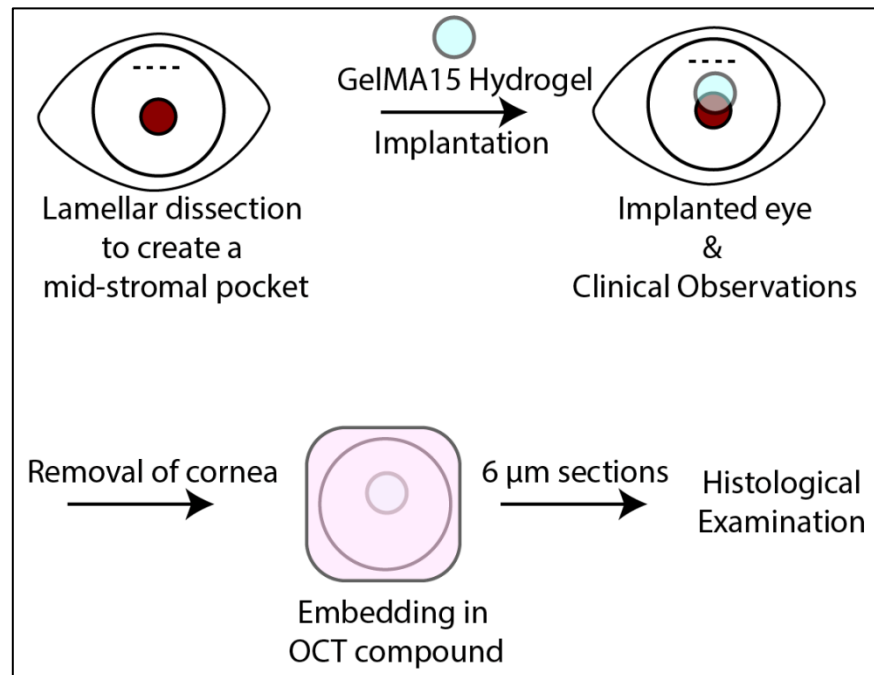 GelMA15 Hydrogel
Implantation
Lamellar dissection
to create a
mid-stromal pocket
Implanted eye
&
Clinical Observations
Removal of cornea
6 μm sections
Histological
Examination
Embedding in
OCT compound